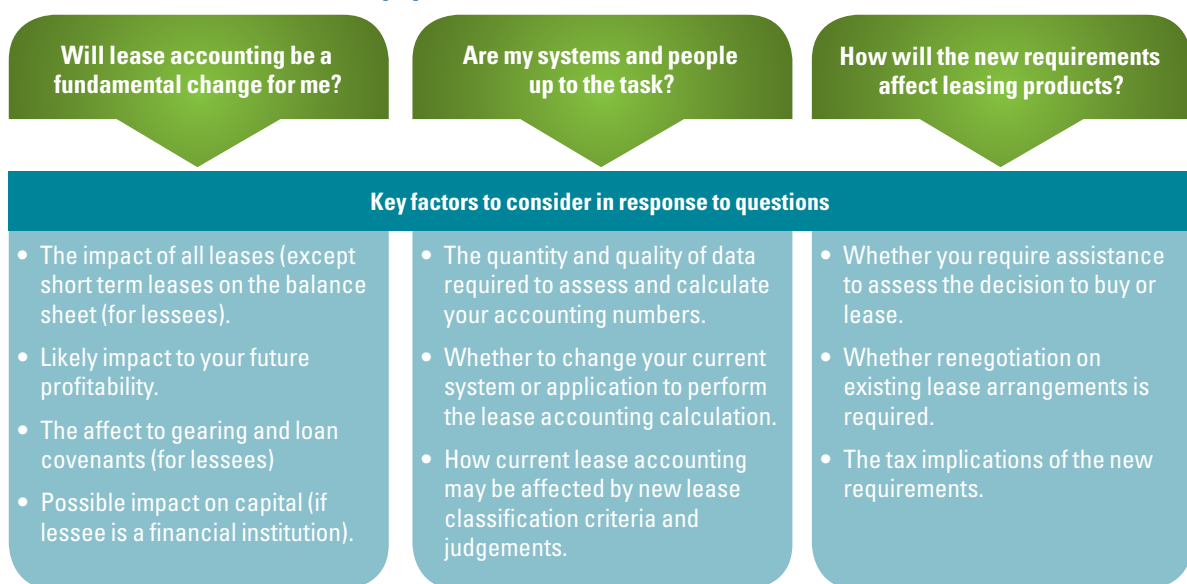 Will lease accounting be a
fundamental change for me?
Are my systems and people
up to the task?
How will the new requirements
affect leasing products?
Key factors to consider in response to questions
• The impact of all leases (except
short term leases on the balance
sheet (for lessees).
• Likely impact to your future
profitability.
• The affect to gearing and loan
covenants (for lessees)
• Possible impact on capital (if
lessee is a financial institution).
• The quantity and quality of data
required to assess and calculate
your accounting numbers.
• Whether to change your current
system or application to perform
the lease accounting calculation.
• How current lease accounting
may be affected by new lease
classification criteria and
judgements.
• Whether you require assistance
to assess the decision to buy or
lease.
• Whether renegotiation on
existing lease arrangements is
required.
• The tax implications of the new
requirements.